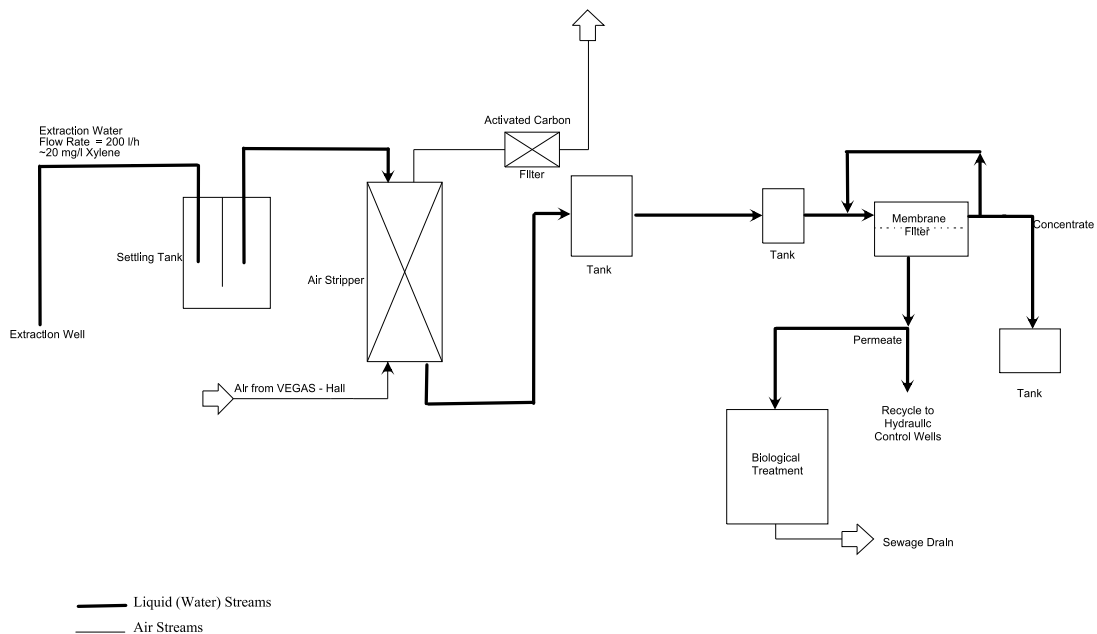 Extraction Water
Flow Rate = 200 l/h
~20 mg/l Xylene
Activated Carbon
Filter
Membrane
Filter
Concentrate
Settling Tank
Air Stripper
Tank
Tank
Extraction Well
Permeate
Air from VEGAS - Hall
Tank
Recycle to
Hydraulic
Control Wells
Biological
Treatment
Sewage Drain
Liquid (Water) Streams
Air Streams